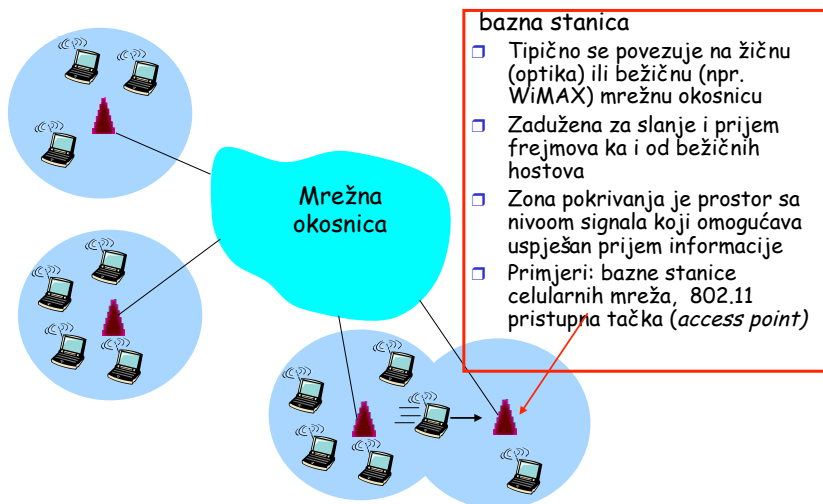 bazna stanica
Tipično se povezuje na žičnu
(optika) ili bežičnu (npr.
WiMAX) mrežnu okosnicu
Zadužena za slanje i prijem
frejmova ka i od bežičnih
hostova
Zona pokrivanja je prostor sa
nivoom signala koji omogućava
uspješan prijem informacije
Primjeri: bazne stanice
celularnih mreža, 802.11
pristupna tačka (access point)
Mrežna
okosnica